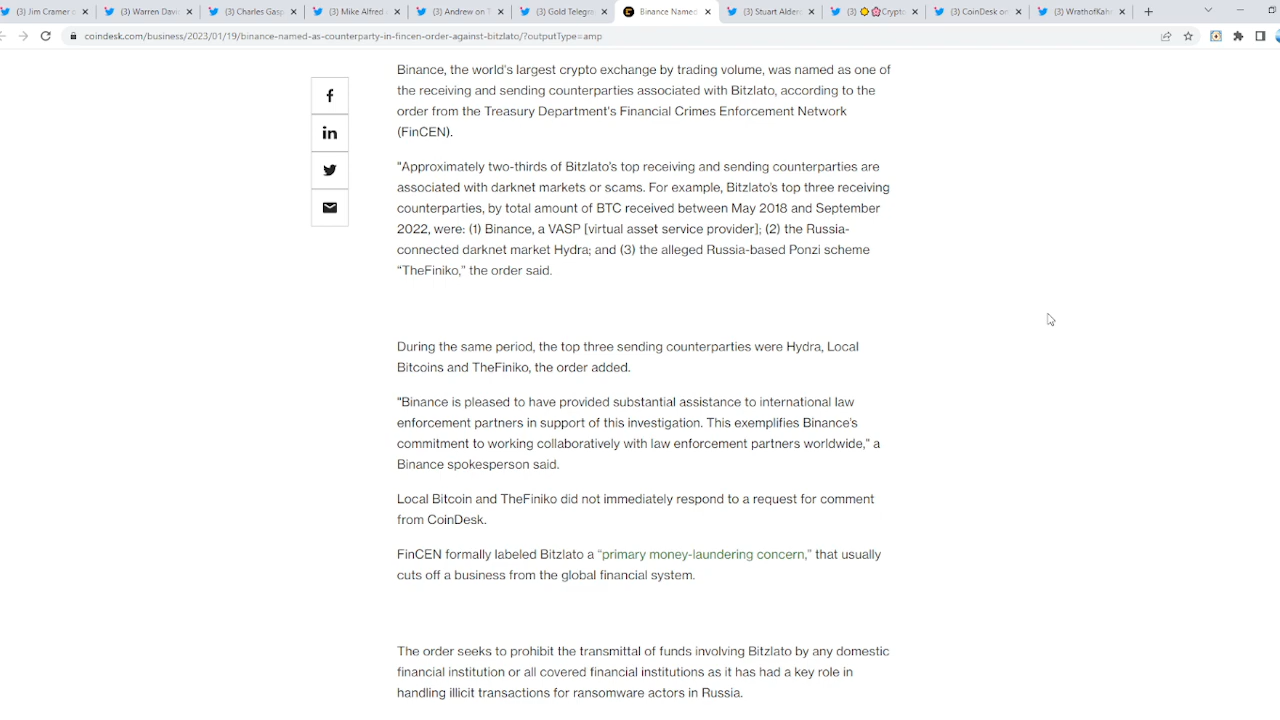 (3) Jim Cramer
(3) Warren Davi
(3) Charles Gasp
(3) Mike Alfred
(3) Andrew on T
(3) Gold Telegra
Binance Named
(3) Stuart Alder
(3) Crypto
(3) CoinDesk on
(3) WrathofKahn
coindesk.com/business/2023/01/19/binance-named-as-counterparty-in-fincen-order-against-bitzlato/?outputType=amp
Binance, the world's largest crypto exchange by trading volume, was named as one of
the receiving and sending counterparties associated with Bitzlato, according to the
order from the Treasury Department's Financial Crimes Enforcement Network
(FinCEN).
"Approximately two-thirds of Bitzlato's top receiving and sending counterparties are
associated with darknet markets or scams. For example, Bitzlato's top three receiving
counterparties, by total amount of BTC received between May 2018 and September
2022, were: (1) Binance, a VASP [virtual asset service provider]; (2) the Russia-
connected darknet market Hydra; and (3) the alleged Russia-based Ponzi scheme
“TheFiniko,” the order said.
During the same period, the top three sending counterparties were Hydra, Local
Bitcoins and TheFiniko, the order added.
"Binance is pleased to have provided substantial assistance to international law
enforcement partners in support of this investigation. This exemplifies Binance's
commitment to working collaboratively with law enforcement partners worldwide,” a
Binance spokesperson said.
Local Bitcoin and TheFiniko did not immediately respond to a request for comment
from CoinDesk.
FinCEN formally labeled Bitzlato a “primary money-laundering concern,” that usually
cuts off a business from the global financial system.
The order seeks to prohibit the transmittal of funds involving Bitzlato by any domestic
financial institution or all covered financial institutions as it has had a key role in
handling illicit transactions for ransomware actors in Russia.